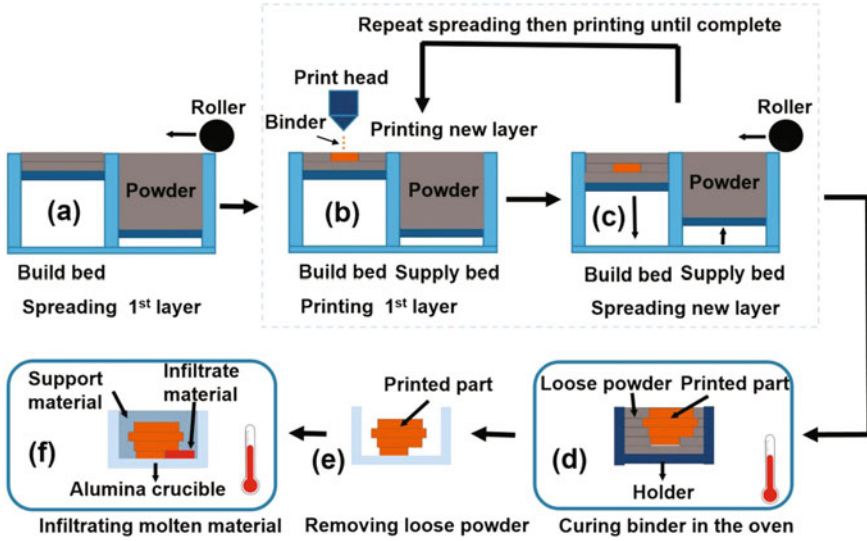 Repeat spreading then printing until complete
Print head
Roller
Binder
Printing new layer
Roller
Powder
Powder
Powder
(a)
(b)
(c)
Build bed
Build bed
Supply bed
Build bed
Supply bed
Spreading 1st layer
Printing 1st layer
Spreading new layer
Support
material
Infiltrate
material
Printed part
Loose powder
Printed part
(f)
(e)
(d)
Alumina crucible
Holder
Infiltrating molten material
Removing loose powder
Curing binder in the oven